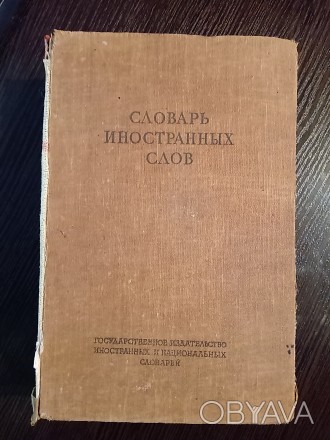 СЛОВАРЬ
ИНОСТРАННЫХ
СЛОВ
ГОСУДАРСТВЕННОЕ ИЗДАТЕЛЬСТВО
ИНОСТРАННЫХ И НАЦИОНАЛЬНЫХ
СЛОВАРЕЙ
OBYAVA